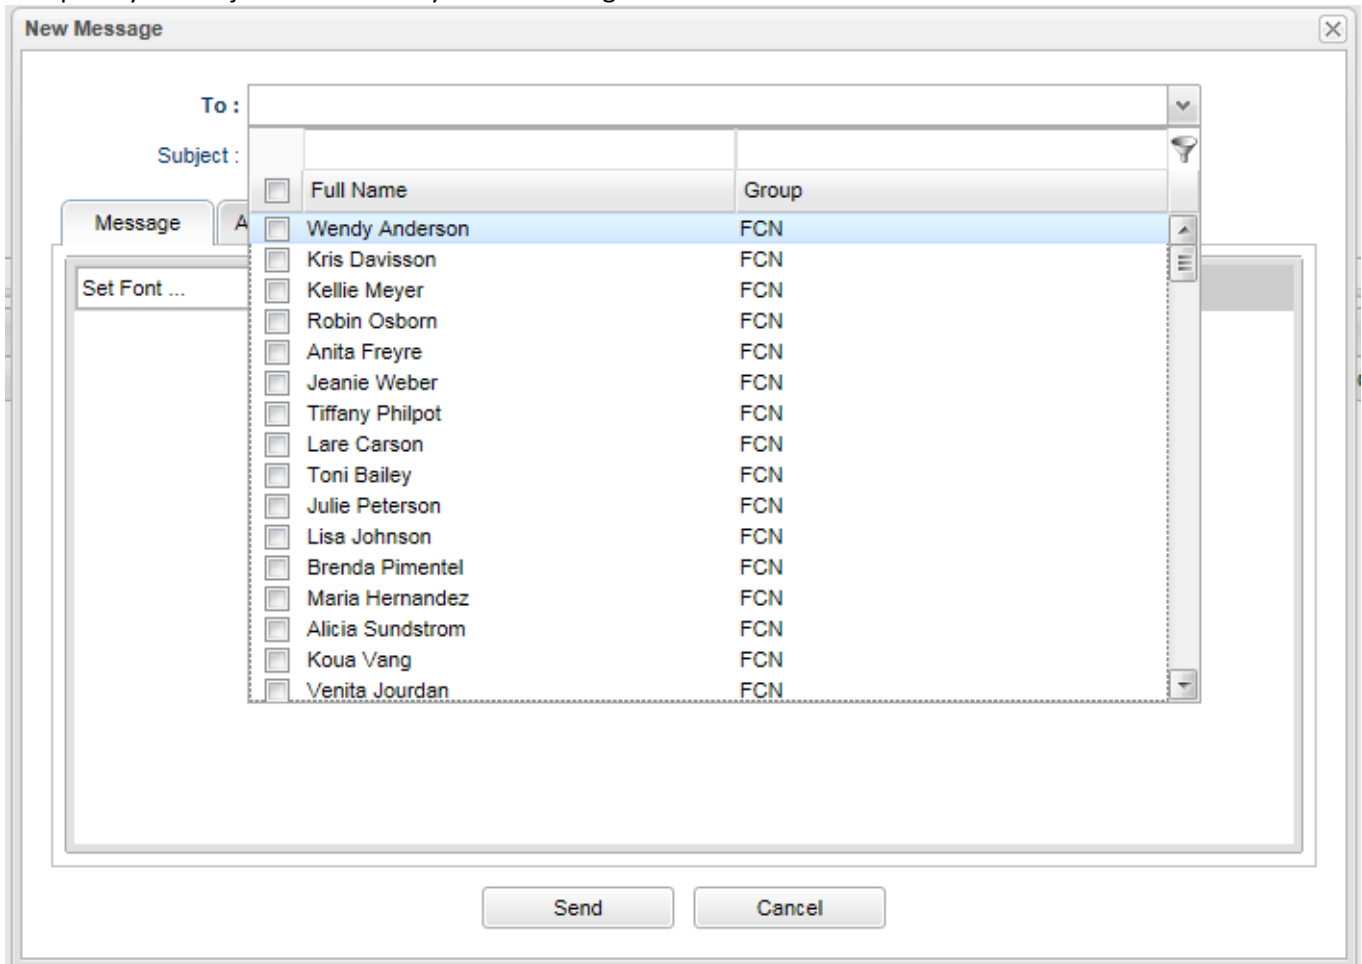 New Message
To :
Subject :
Full Name Group
Message A
Wendy Anderson FCN
Kris Davisson FCN
Set Font ...
Kellie Meyer FCN
Robin Osborn FCN
Anita Freyre FCN
Jeanie Weber FCN
Tiffany Philpot FCN
Lare Carson FCN
Toni Bailey FCN
Julie Peterson FCN
Lisa Johnson FCN
Brenda Pimentel FCN
Maria Hernandez FCN
Alicia Sundstrom FCN
Koua Vang FCN
Venita Jourdan FCN
Send Cancel